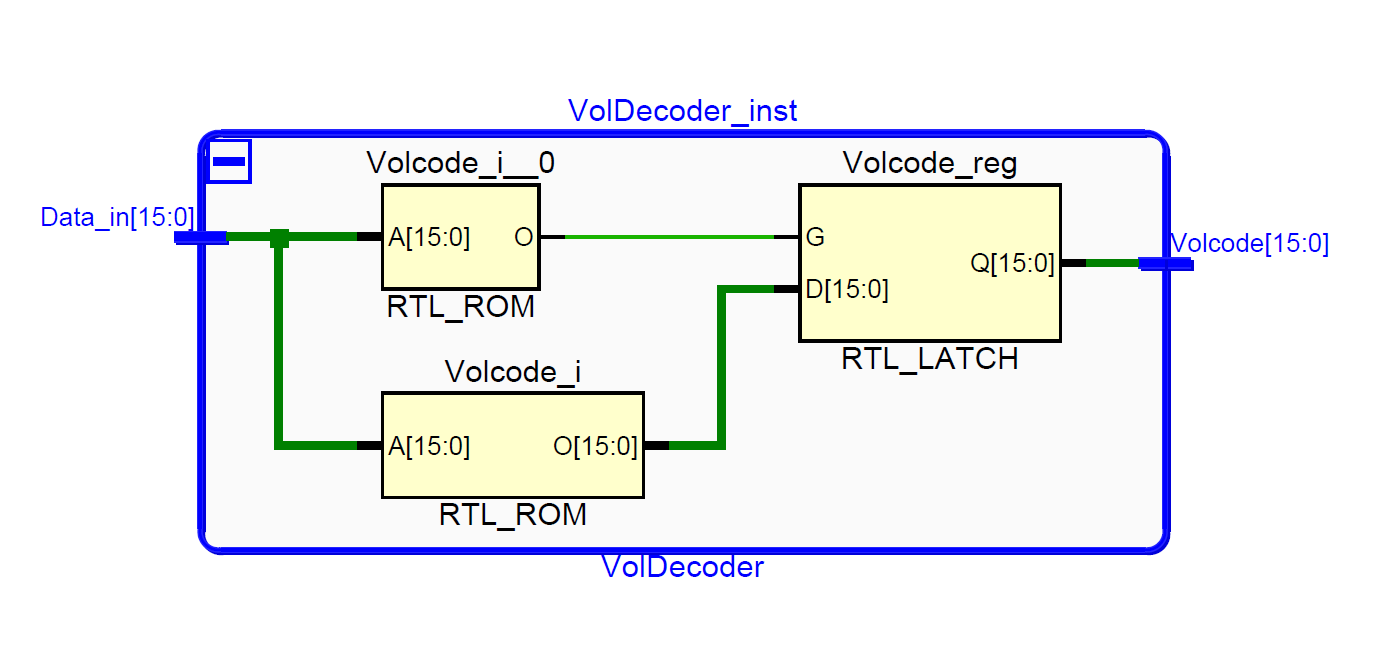 VolDecoder_inst
Volcode_i__0
Volcode_reg
Data_in[15:0]
A[15:0]
O
G
Volcode[15:0]
Q[15:0]
D[15:0]
RTL_ROM
RTL_LATCH
Volcode_i
A[15:0]
O[15:0]
RTL_ROM
VolDecoder